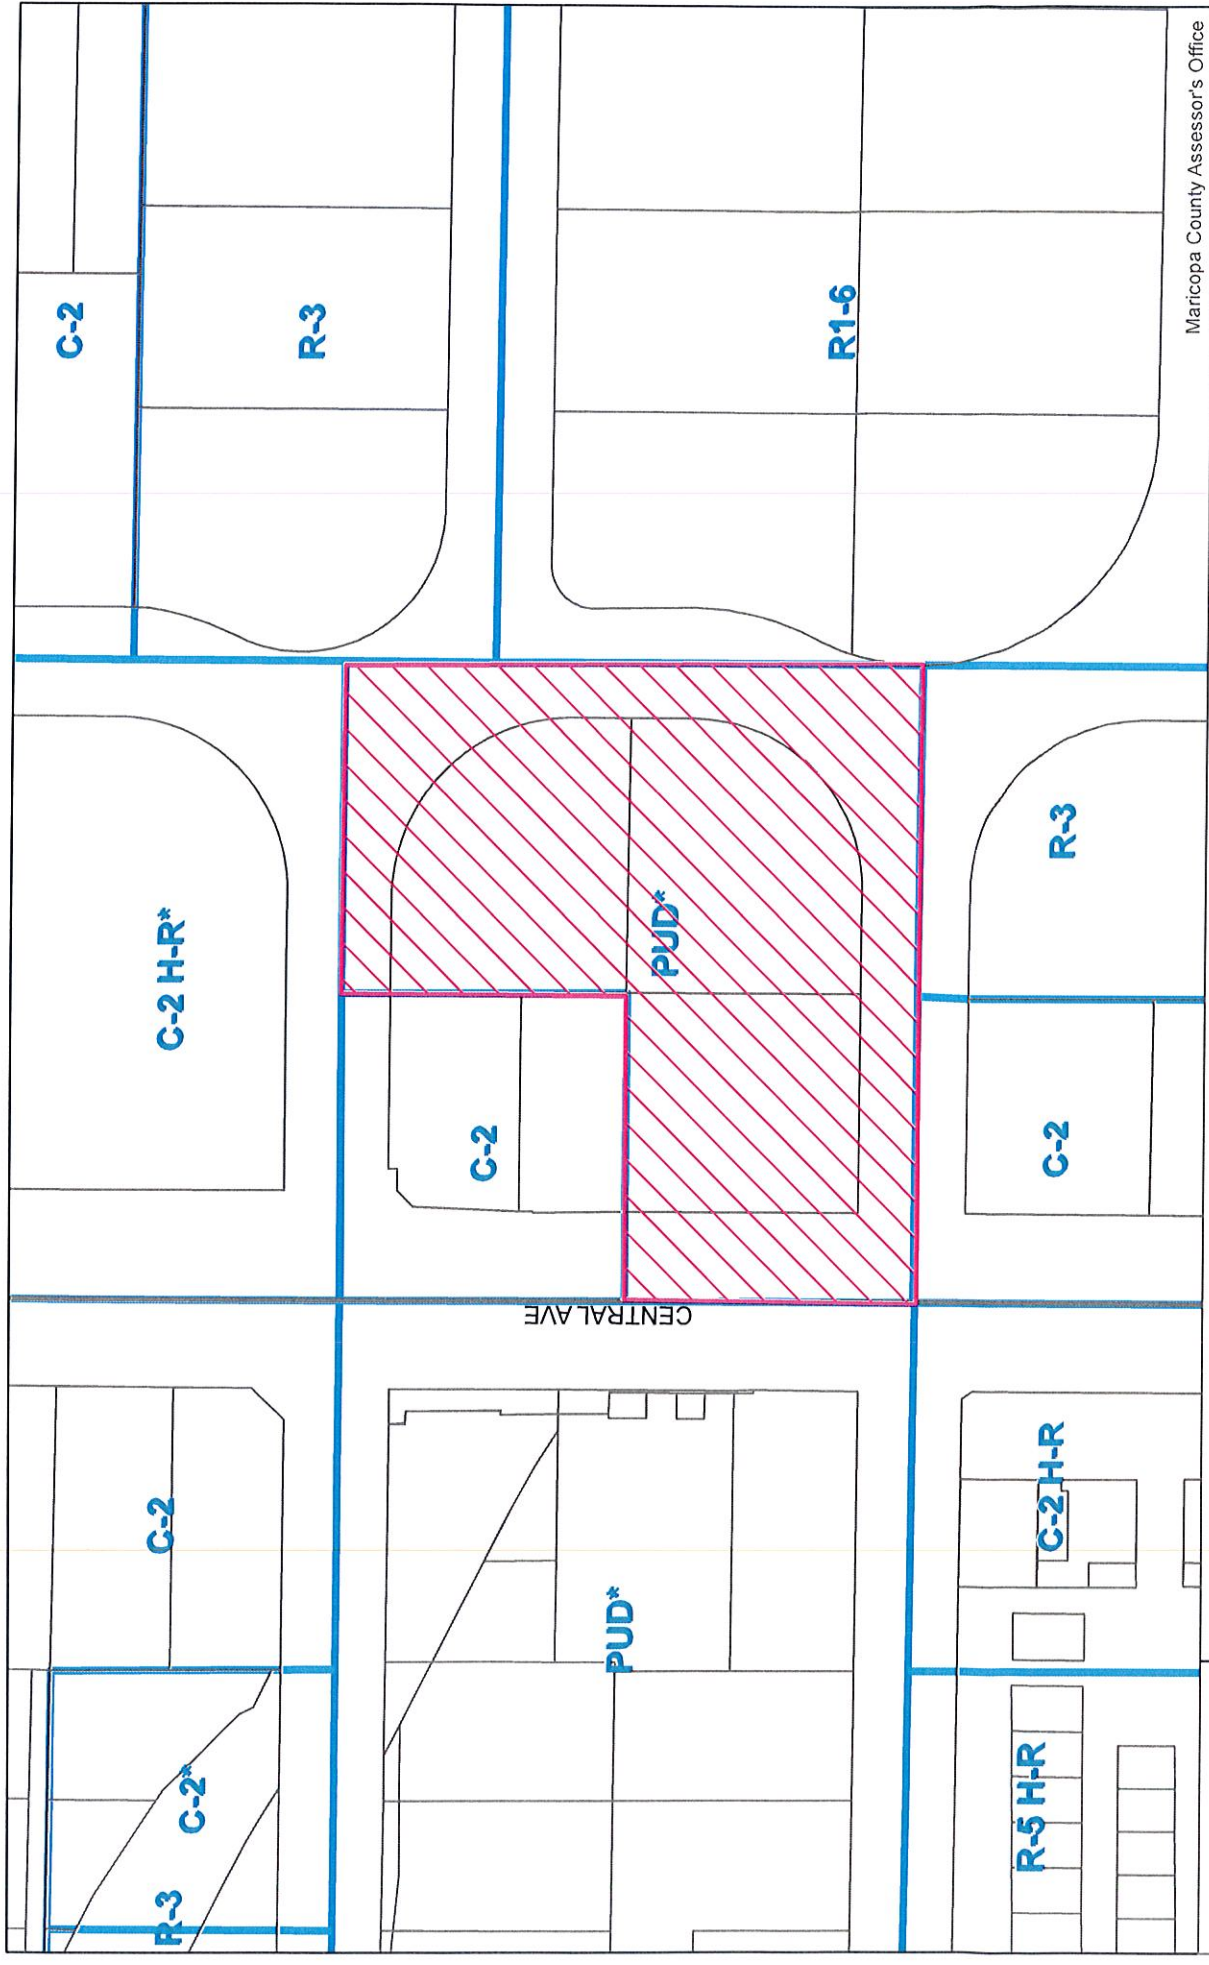 C-2
R-3
C-2*
C-2
C-2 H-R*
R-3
C-2
CENTRAL AVE
PUD*
PUD*
R1-6
R-5 H-R
C-2 H-R
C-2
R-3
Maricopa County Assessor's Office